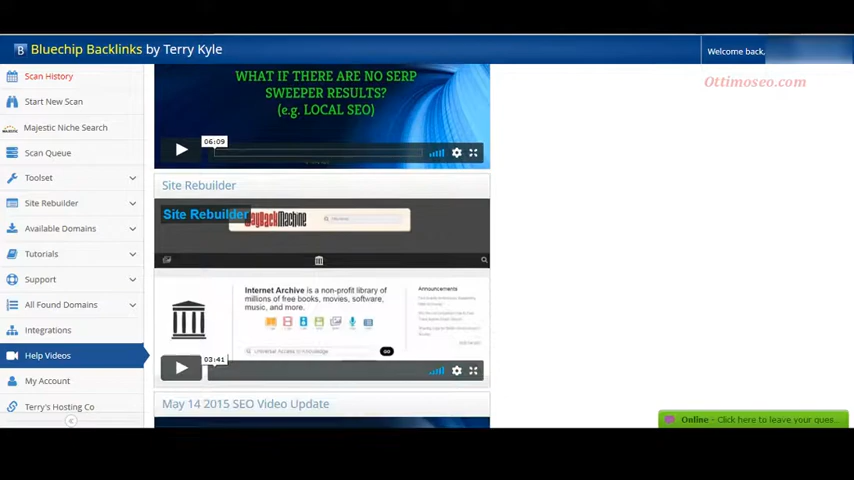 Bluechip Backlinks by Terry Kyle
Welcome back,
Ottimoseo.com
Scan History
Start New Scan
Majestic Niche Search
Scan Queue
Toolset
Site Rebuilder
Available Domains
Tutorials
Support
All Found Domains
Integrations
Help Videos
My Account
Terry's Hosting Co
WHAT IF THERE ARE NO SERP
SWEEPER RESULTS?
(e.g. LOCAL SEO)
06:09
Site Rebuilder
Site Rebuilder
Internet Archive is a non-profit library of
millions of free books, movies, software,
music, and more.
Announcements
GO
03:41
May 14 2015 SEO Video Update
Online - Click here to leave your ques...